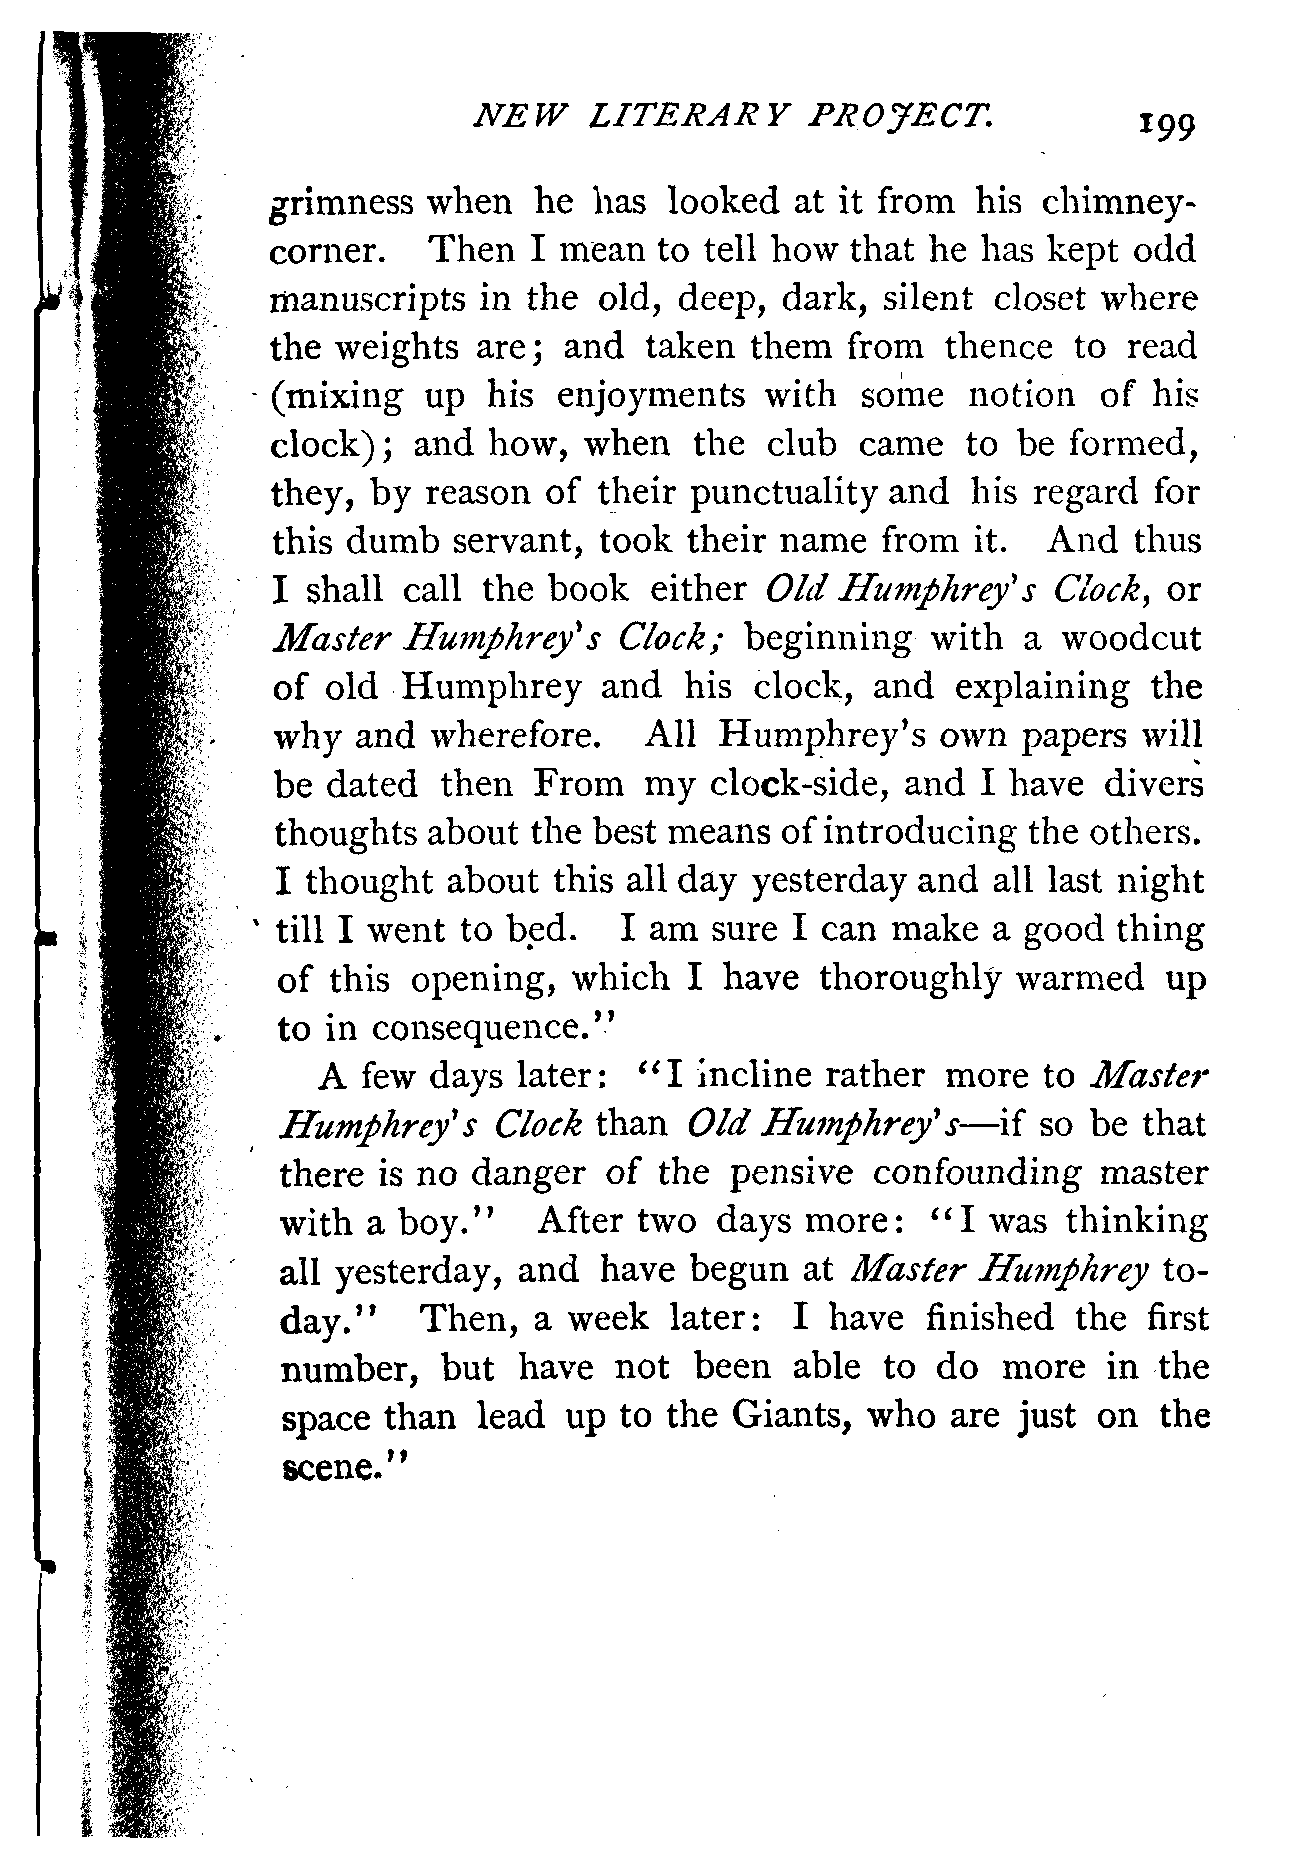 NEW LITERARY PROJECT. 199
grimness when he has looked at it from his chimney-
corner. Then I mean to tell how that he has kept odd
manuscripts in the old, deep, dark, silent closet where
the weights are; and taken them from thence to read
(mixing up his enjoyments with some notion of his
clock); and how, when the club came to be formed,
they, by reason of their punctuality and his regard for
this dumb servant, took their name from it. And thus
I shall call the book either Old Humphrey's Clock, or
Master Humphrey's Clock; beginning with a woodcut
of old Humphrey and his clock, and explaining the
why and wherefore. All Humphrey's own papers will
be dated then From my clock-side, and I have divers
thoughts about the best means of introducing the others.
I thought about this all day yesterday and all last night
till I went to bed. I am sure I can make a good thing
of this opening, which I have thoroughly warmed up
to in consequence."
A few days later: "I incline rather more to Master
Humphrey's Clock than Old Humphrey's—if so be that
there is no danger of the pensive confounding master
with a boy." After two days more: "I was thinking
all yesterday, and have begun at Master Humphrey to-
day." Then, a week later: I have finished the first
number, but have not been able to do more in the
space than lead up to the Giants, who are just on the
scene."